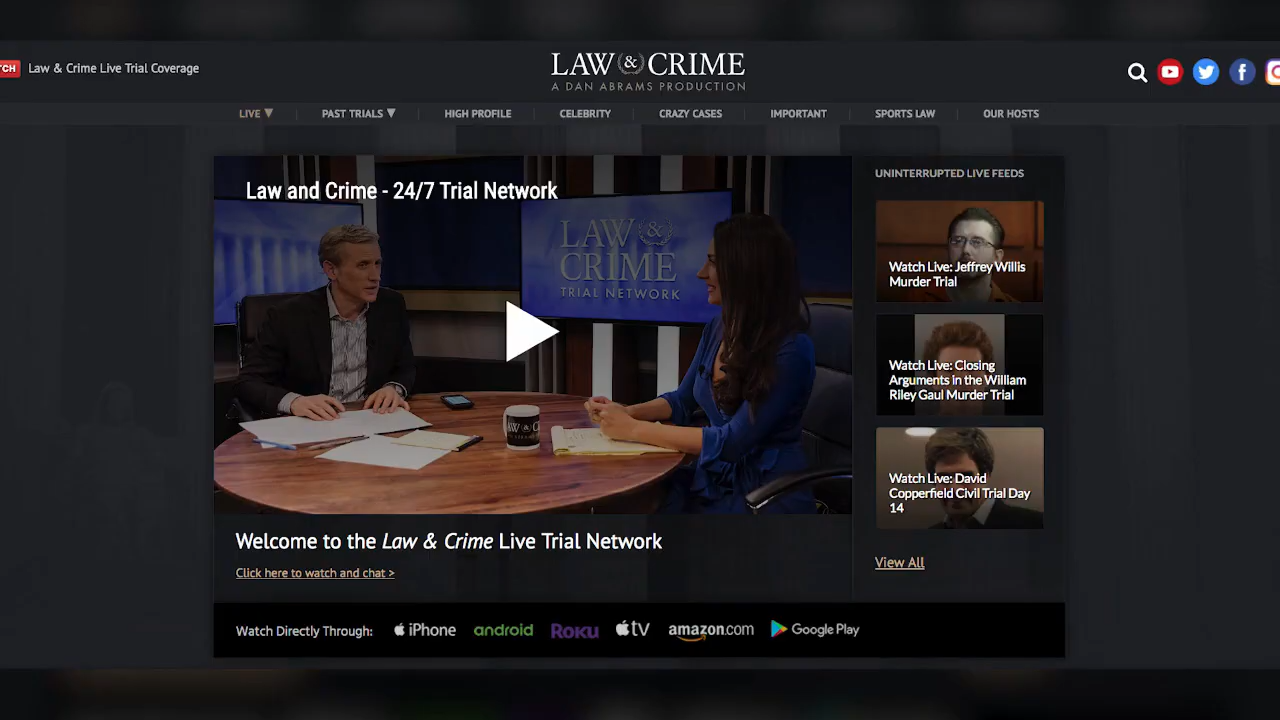 TCH
Law & Crime Live Trial Coverage
LAW & CRIME
A DAN ABRAMS PRODUCTION
LIVE ▼
PAST TRIALS ▼
HIGH PROFILE
CELEBRITY
CRAZY CASES
IMPORTANT
SPORTS LAW
OUR HOSTS
Law and Crime - 24/7 Trial Network
LAW &
CRIME
TRIAL NETWORK
LAW & CRIME
Welcome to the Law & Crime Live Trial Network
Click here to watch and chat >
UNINTERRUPTED LIVE FEEDS
Watch Live: Jeffrey Willis
Murder Trial
Watch Live: Closing
Arguments in the William
Riley Gaul Murder Trial
Watch Live: David
Copperfield Civil Trial Day
14
View All
Watch Directly Through:
iPhone
android
ROKU
tv
amazon.com
Google Play